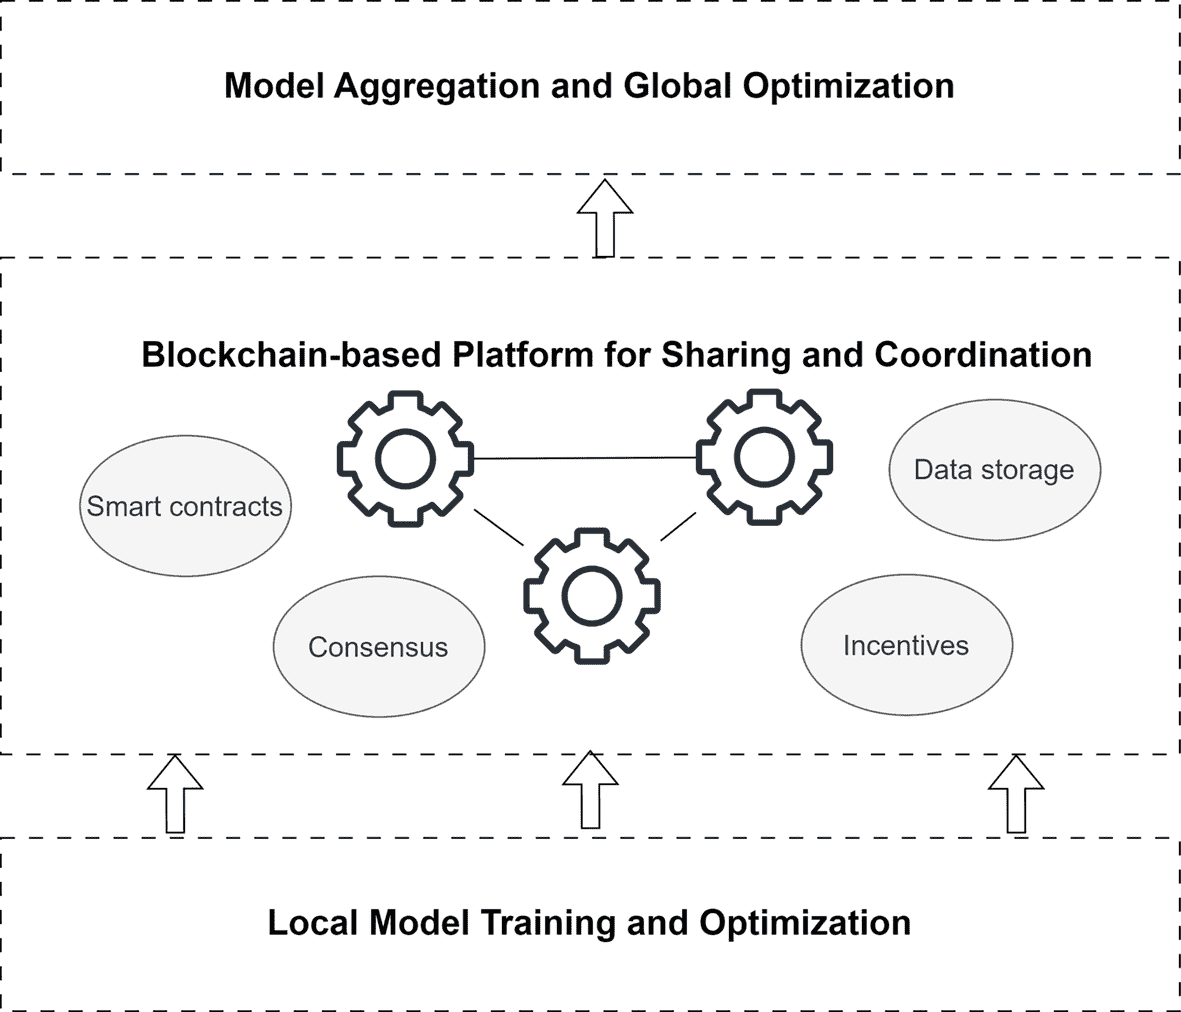 Model Aggregation and Global Optimization
Blockchain-based Platform for Sharing and Coordination
Smart contracts
Data storage
Consensus
Incentives
Local Model Training and Optimization